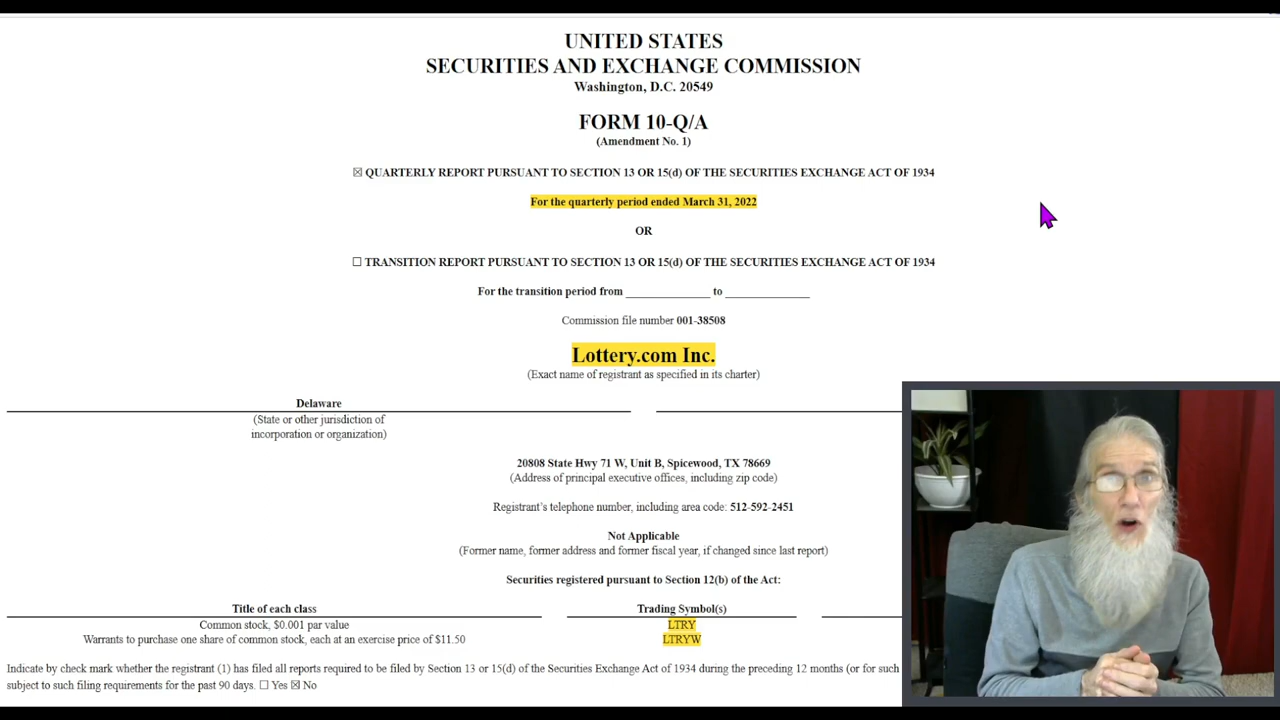 UNITED STATES
SECURITIES AND EXCHANGE COMMISSION
Washington, D.C. 20549
FORM 10-Q/A
(Amendment No. 1)
☒ QUARTERLY REPORT PURSUANT TO SECTION 13 OR 15(d) OF THE SECURITIES EXCHANGE ACT OF 1934
For the quarterly period ended March 31, 2022
OR
☐ TRANSITION REPORT PURSUANT TO SECTION 13 OR 15(d) OF THE SECURITIES EXCHANGE ACT OF 1934
For the transition period from ______________ to ______________
Commission file number 001-38508
Lottery.com Inc.
(Exact name of registrant as specified in its charter)
Delaware
(State or other jurisdiction of
incorporation or organization)
20808 State Hwy 71 W, Unit B, Spicewood, TX 78669
(Address of principal executive offices, including zip code)
Registrant's telephone number, including area code: 512-592-2451
Not Applicable
(Former name, former address and former fiscal year, if changed since last report)
Securities registered pursuant to Section 12(b) of the Act:
Title of each class Trading Symbol(s)
Common stock, $0.001 par value LTRY
Warrants to purchase one share of common stock, each at an exercise price of $11.50 LTRYW
Indicate by check mark whether the registrant (1) has filed all reports required to be filed by Section 13 or 15(d) of the Securities Exchange Act of 1934 during the preceding 12 months (or for such
subject to such filing requirements for the past 90 days. ☐ Yes ☒ No